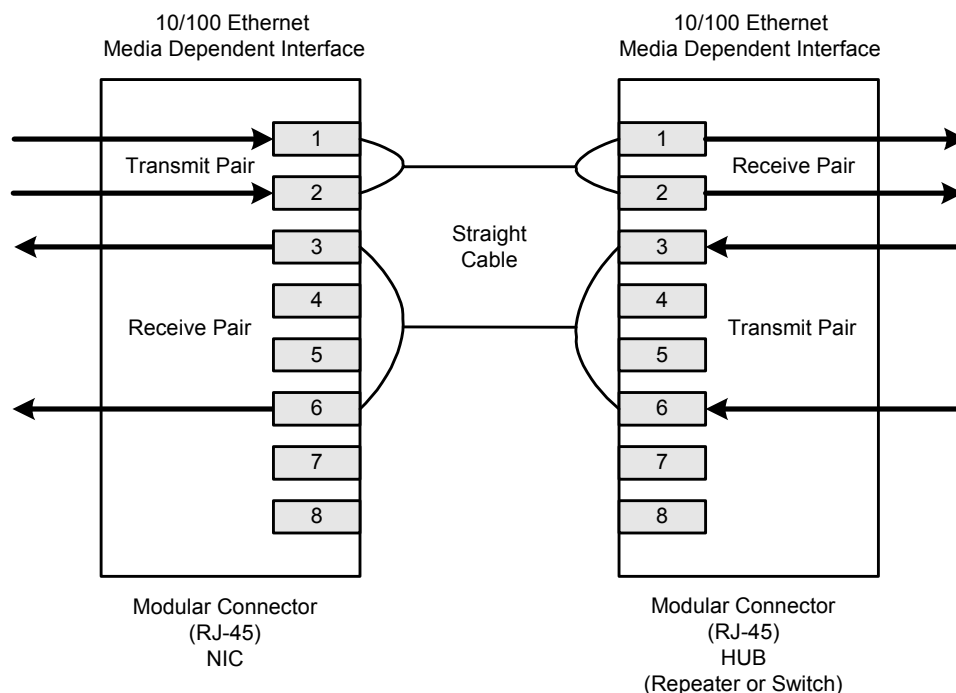 10/100 Ethernet
Media Dependent Interface
10/100 Ethernet
Media Dependent Interface
1
Transmit Pair
2
3
4
Receive Pair
5
6
7
8
Straight
Cable
1
Receive Pair
2
3
4
Transmit Pair
5
6
7
8
Modular Connector
(RJ-45)
NIC
Modular Connector
(RJ-45)
HUB
(Repeater or Switch)